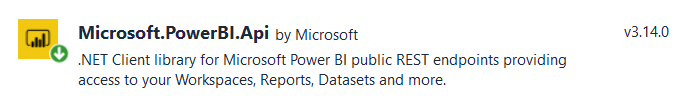 Microsoft.PowerBI.Api by Microsoft v3.14.0
.NET Client library for Microsoft Power BI public REST endpoints providing
access to your Workspaces, Reports, Datasets and more.